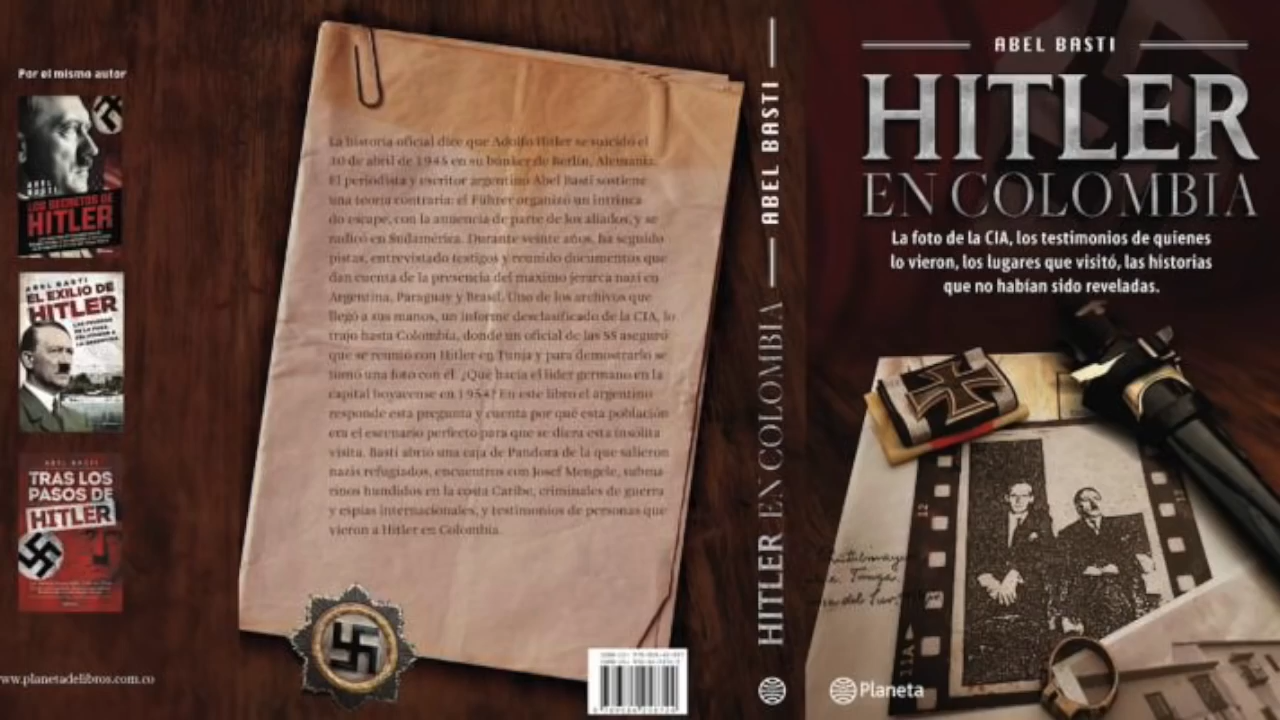 Por el mismo autor
ABEL BASTI
LOS SECRETOS DE
HITLER
ABEL BASTI
EL EXILIO DE
HITLER
ABEL BASTI
TRAS LOS
PASOS DE
HITLER
www.planetadelibros.com.co
La historia oficial dice que Adolfo Hitler se suicidó el
30 de abril de 1945 en su búnker de Berlín, Alemania.
El periodista y escritor argentino Abel Basti sostiene
una teoría contraria: el Führer organizó un intrinca
do escape, con la anuencia de parte de los aliados, y se
radicó en Sudamérica. Durante veinte años, ha seguido
pistas, entrevistado testigos y reunido documentos que
dan cuenta de la presencia del máximo jerarca nazi en
Argentina, Paraguay y Brasil. Uno de los archivos que
llegó a sus manos, un informe desclasificado de la CIA, lo
trajo hasta Colombia, donde un oficial de las SS aseguró
que se reunió con Hitler en Tunja y para demostrarlo se
tomó una foto con él. ¿Qué hacía el líder germano en la
capital boyacense en 1954? En este libro el argentino
responde esta pregunta y cuenta por qué esta población
era el escenario perfecto para que se diera esta insólita
visita. Basti abrió una caja de Pandora de la que salieron
nazis refugiados, encuentros con Josef Mengele, subma-
rinos hundidos en la costa Caribe, criminales de guerra
y espías internacionales, y testimonios de personas que
vieron a Hitler en Colombia.
HITLER EN COLOMBIA — ABEL BASTI —
— ABEL BASTI —
HITLER
EN COLOMBIA
La foto de la CIA, los testimonios de quienes
lo vieron, los lugares que visitó, las historias
que no habían sido reveladas.
12
11A
Planeta